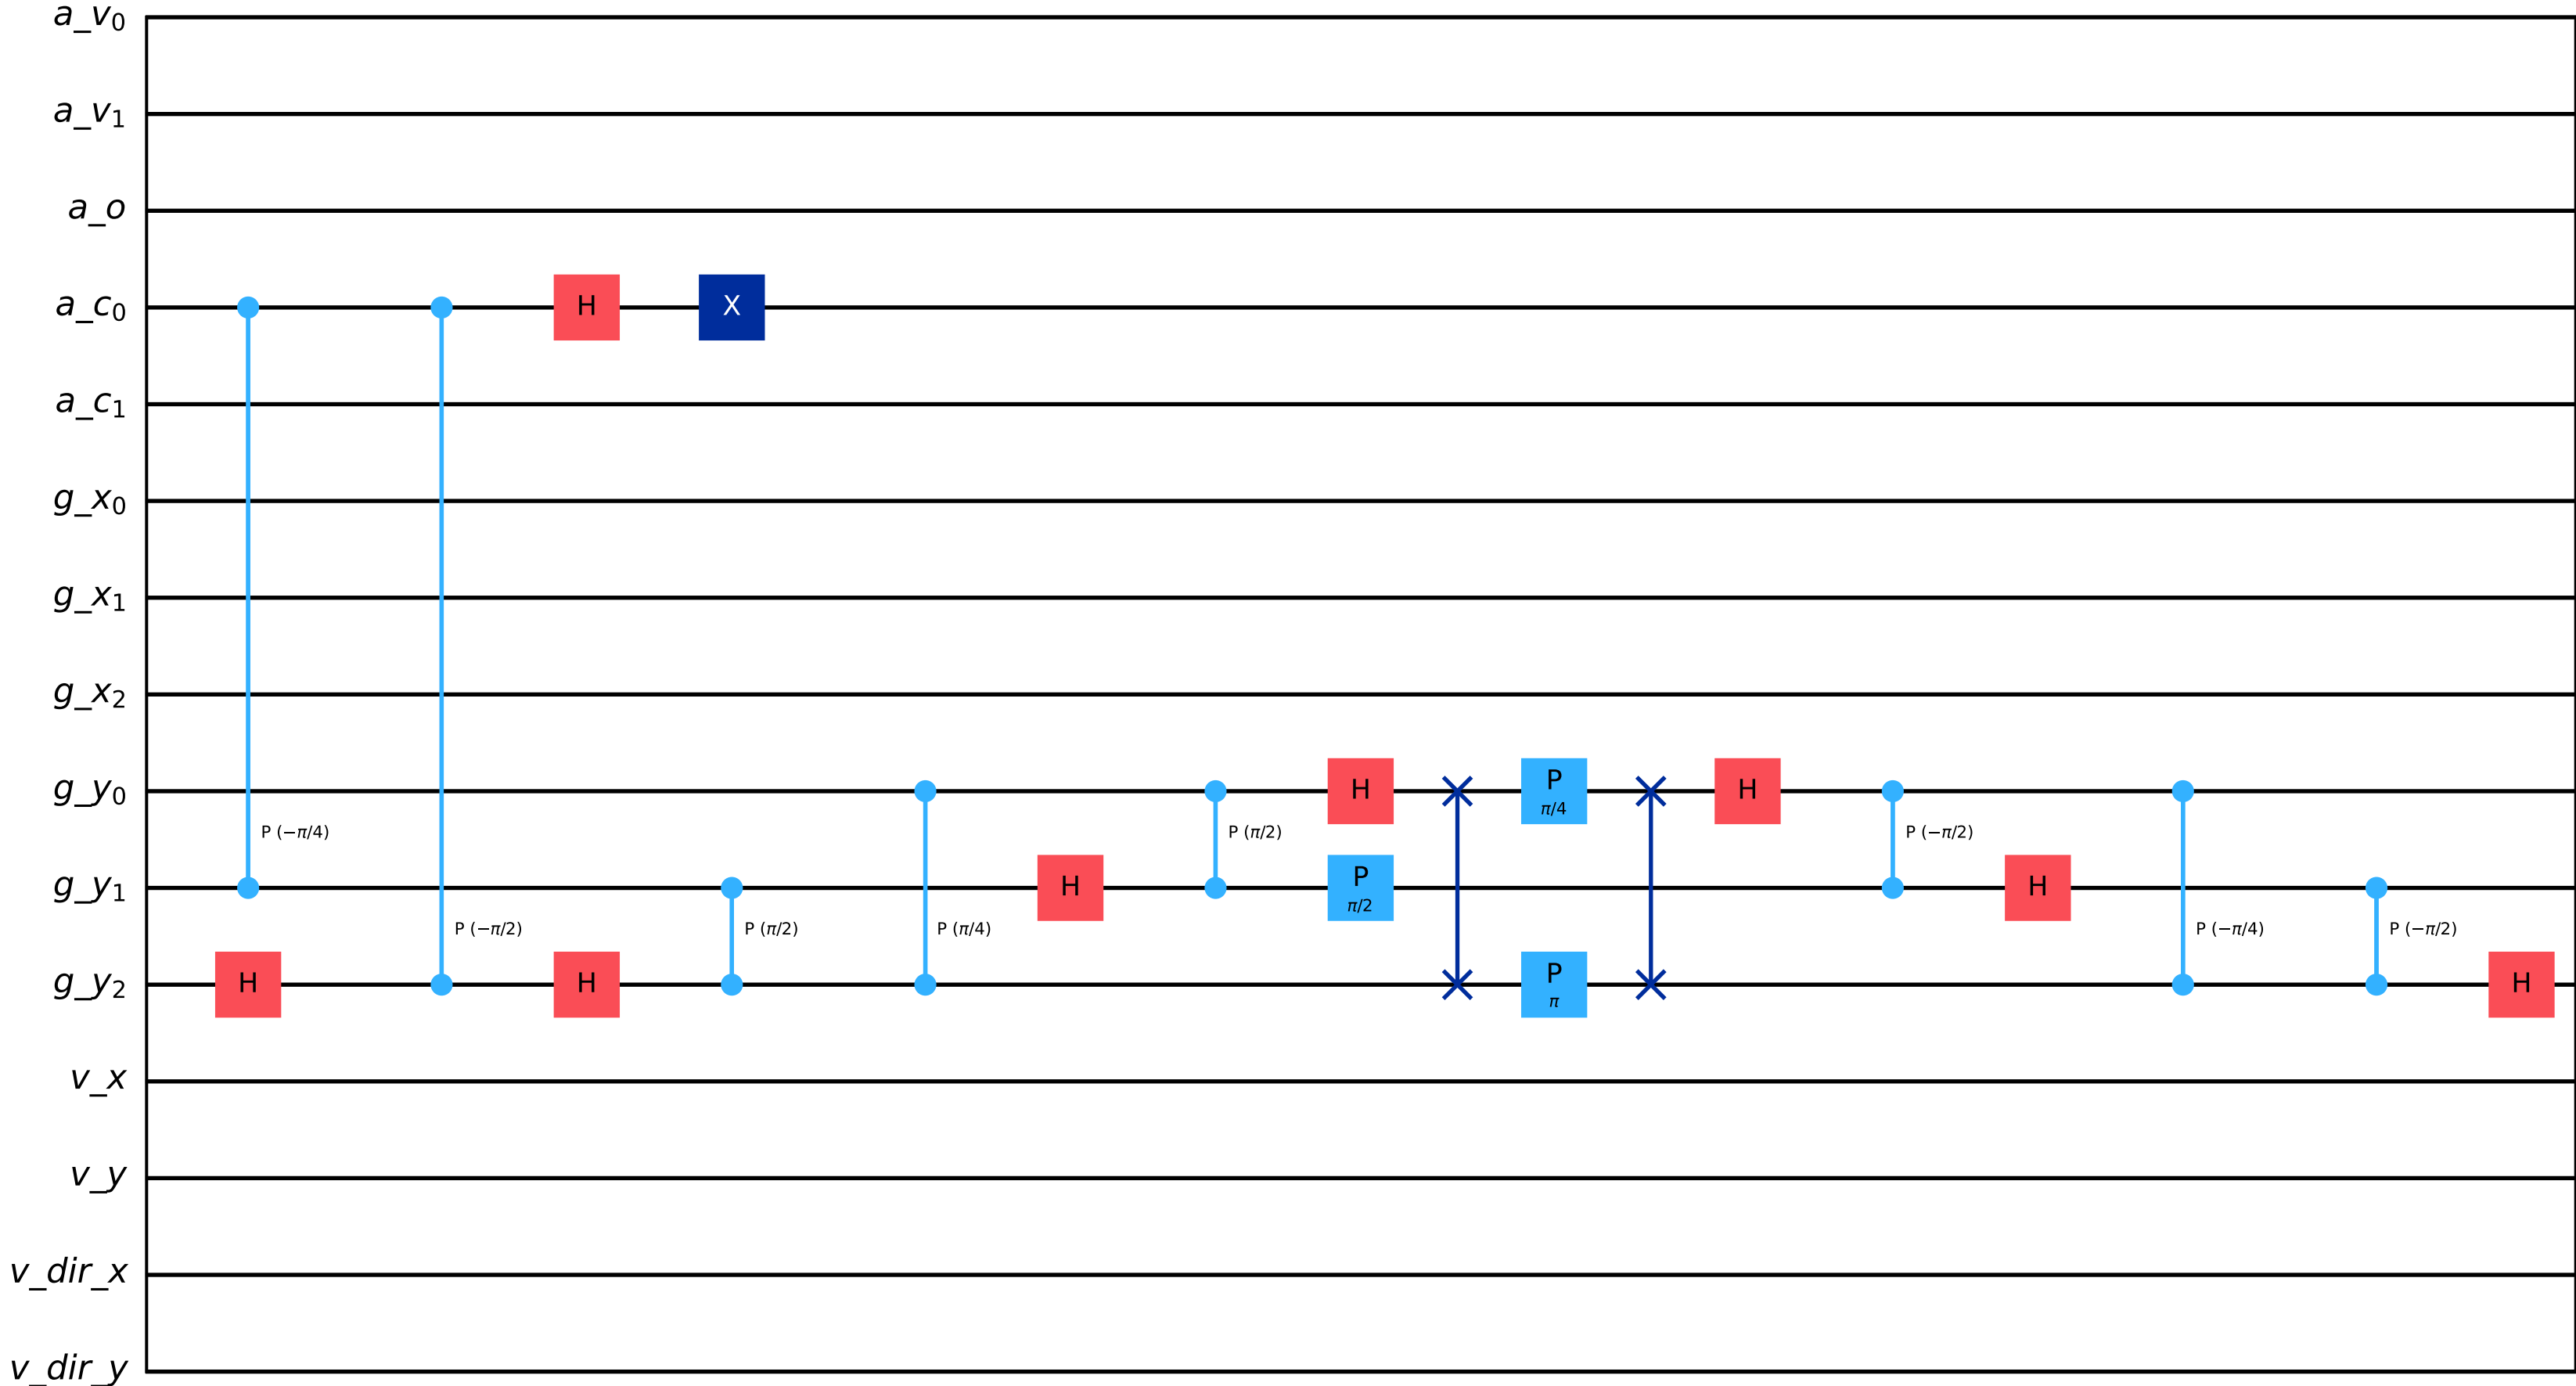 a_v₀
a_v₁
a_o
a_c₀ H X
a_c₁
g_x₀
g_x₁
g_x₂
g_y₀ H P π/4 H
P (−π/4) P (π/2) P (−π/2)
g_y₁ H P π/2 H
P (−π/2) P (π/2) P (π/4) P (−π/4) P (−π/2)
g_y₂ H H P π H
v_x
v_y
v_dir_x
v_dir_y